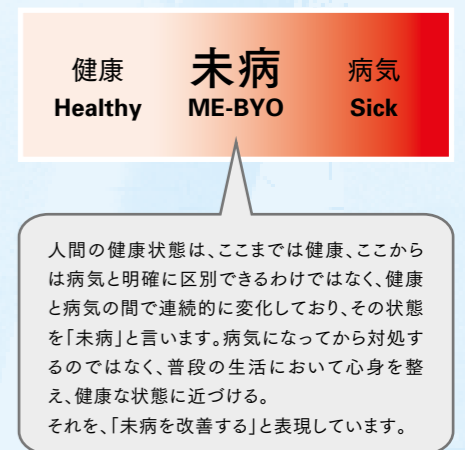 健康 未病 病気
Healthy ME-BYO Sick
人間の健康状態は、ここまでは健康、ここから
は病気と明確に区別できるわけではなく、健康
と病気の間で連続的に変化しており、その状態
を「未病」と言います。病気になってから対処す
るのではなく、普段の生活において心身を整
え、健康な状態に近づける。
それを、「未病を改善する」と表現しています。